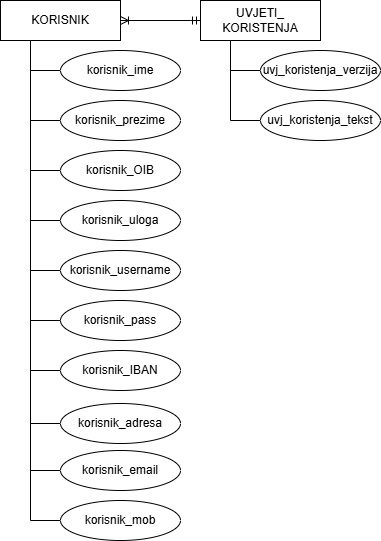 KORISNIK
UVJETI_
KORISTENJA
korisnik_ime
uvj_koristenja_verzija
korisnik_prezime
uvj_koristenja_tekst
korisnik_OIB
korisnik_uloga
korisnik_username
korisnik_pass
korisnik_IBAN
korisnik_adresa
korisnik_email
korisnik_mob